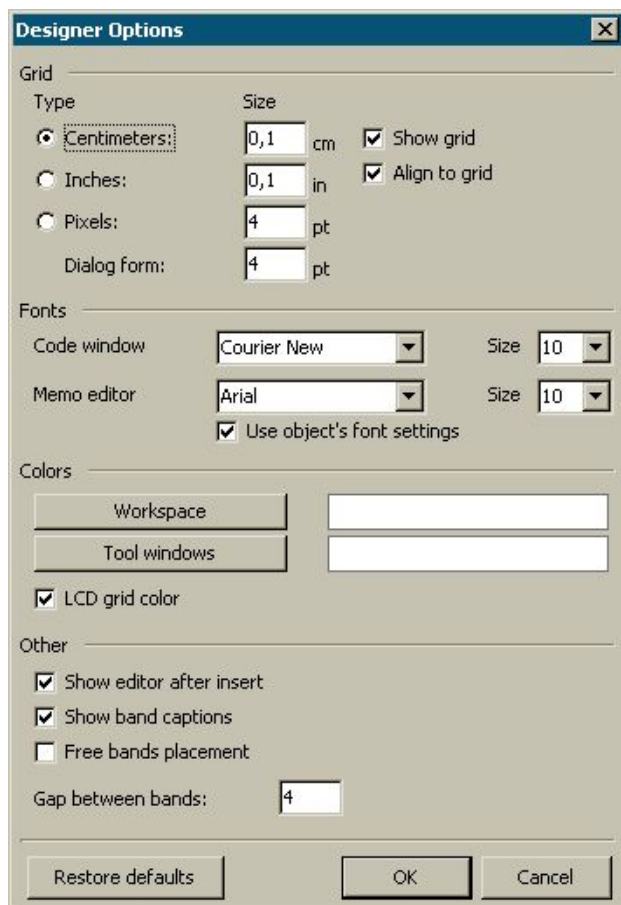 Designer Options
Grid
Type Size
Centimeters: 0,1 cm Show grid
Inches: 0,1 in Align to grid
Pixels: 4 pt
Dialog form: 4 pt
Fonts
Code window Courier New Size 10
Memo editor Arial Size 10
Use object's font settings
Colors
Workspace
Tool windows
LCD grid color
Other
Show editor after insert
Show band captions
Free bands placement
Gap between bands: 4
Restore defaults OK Cancel